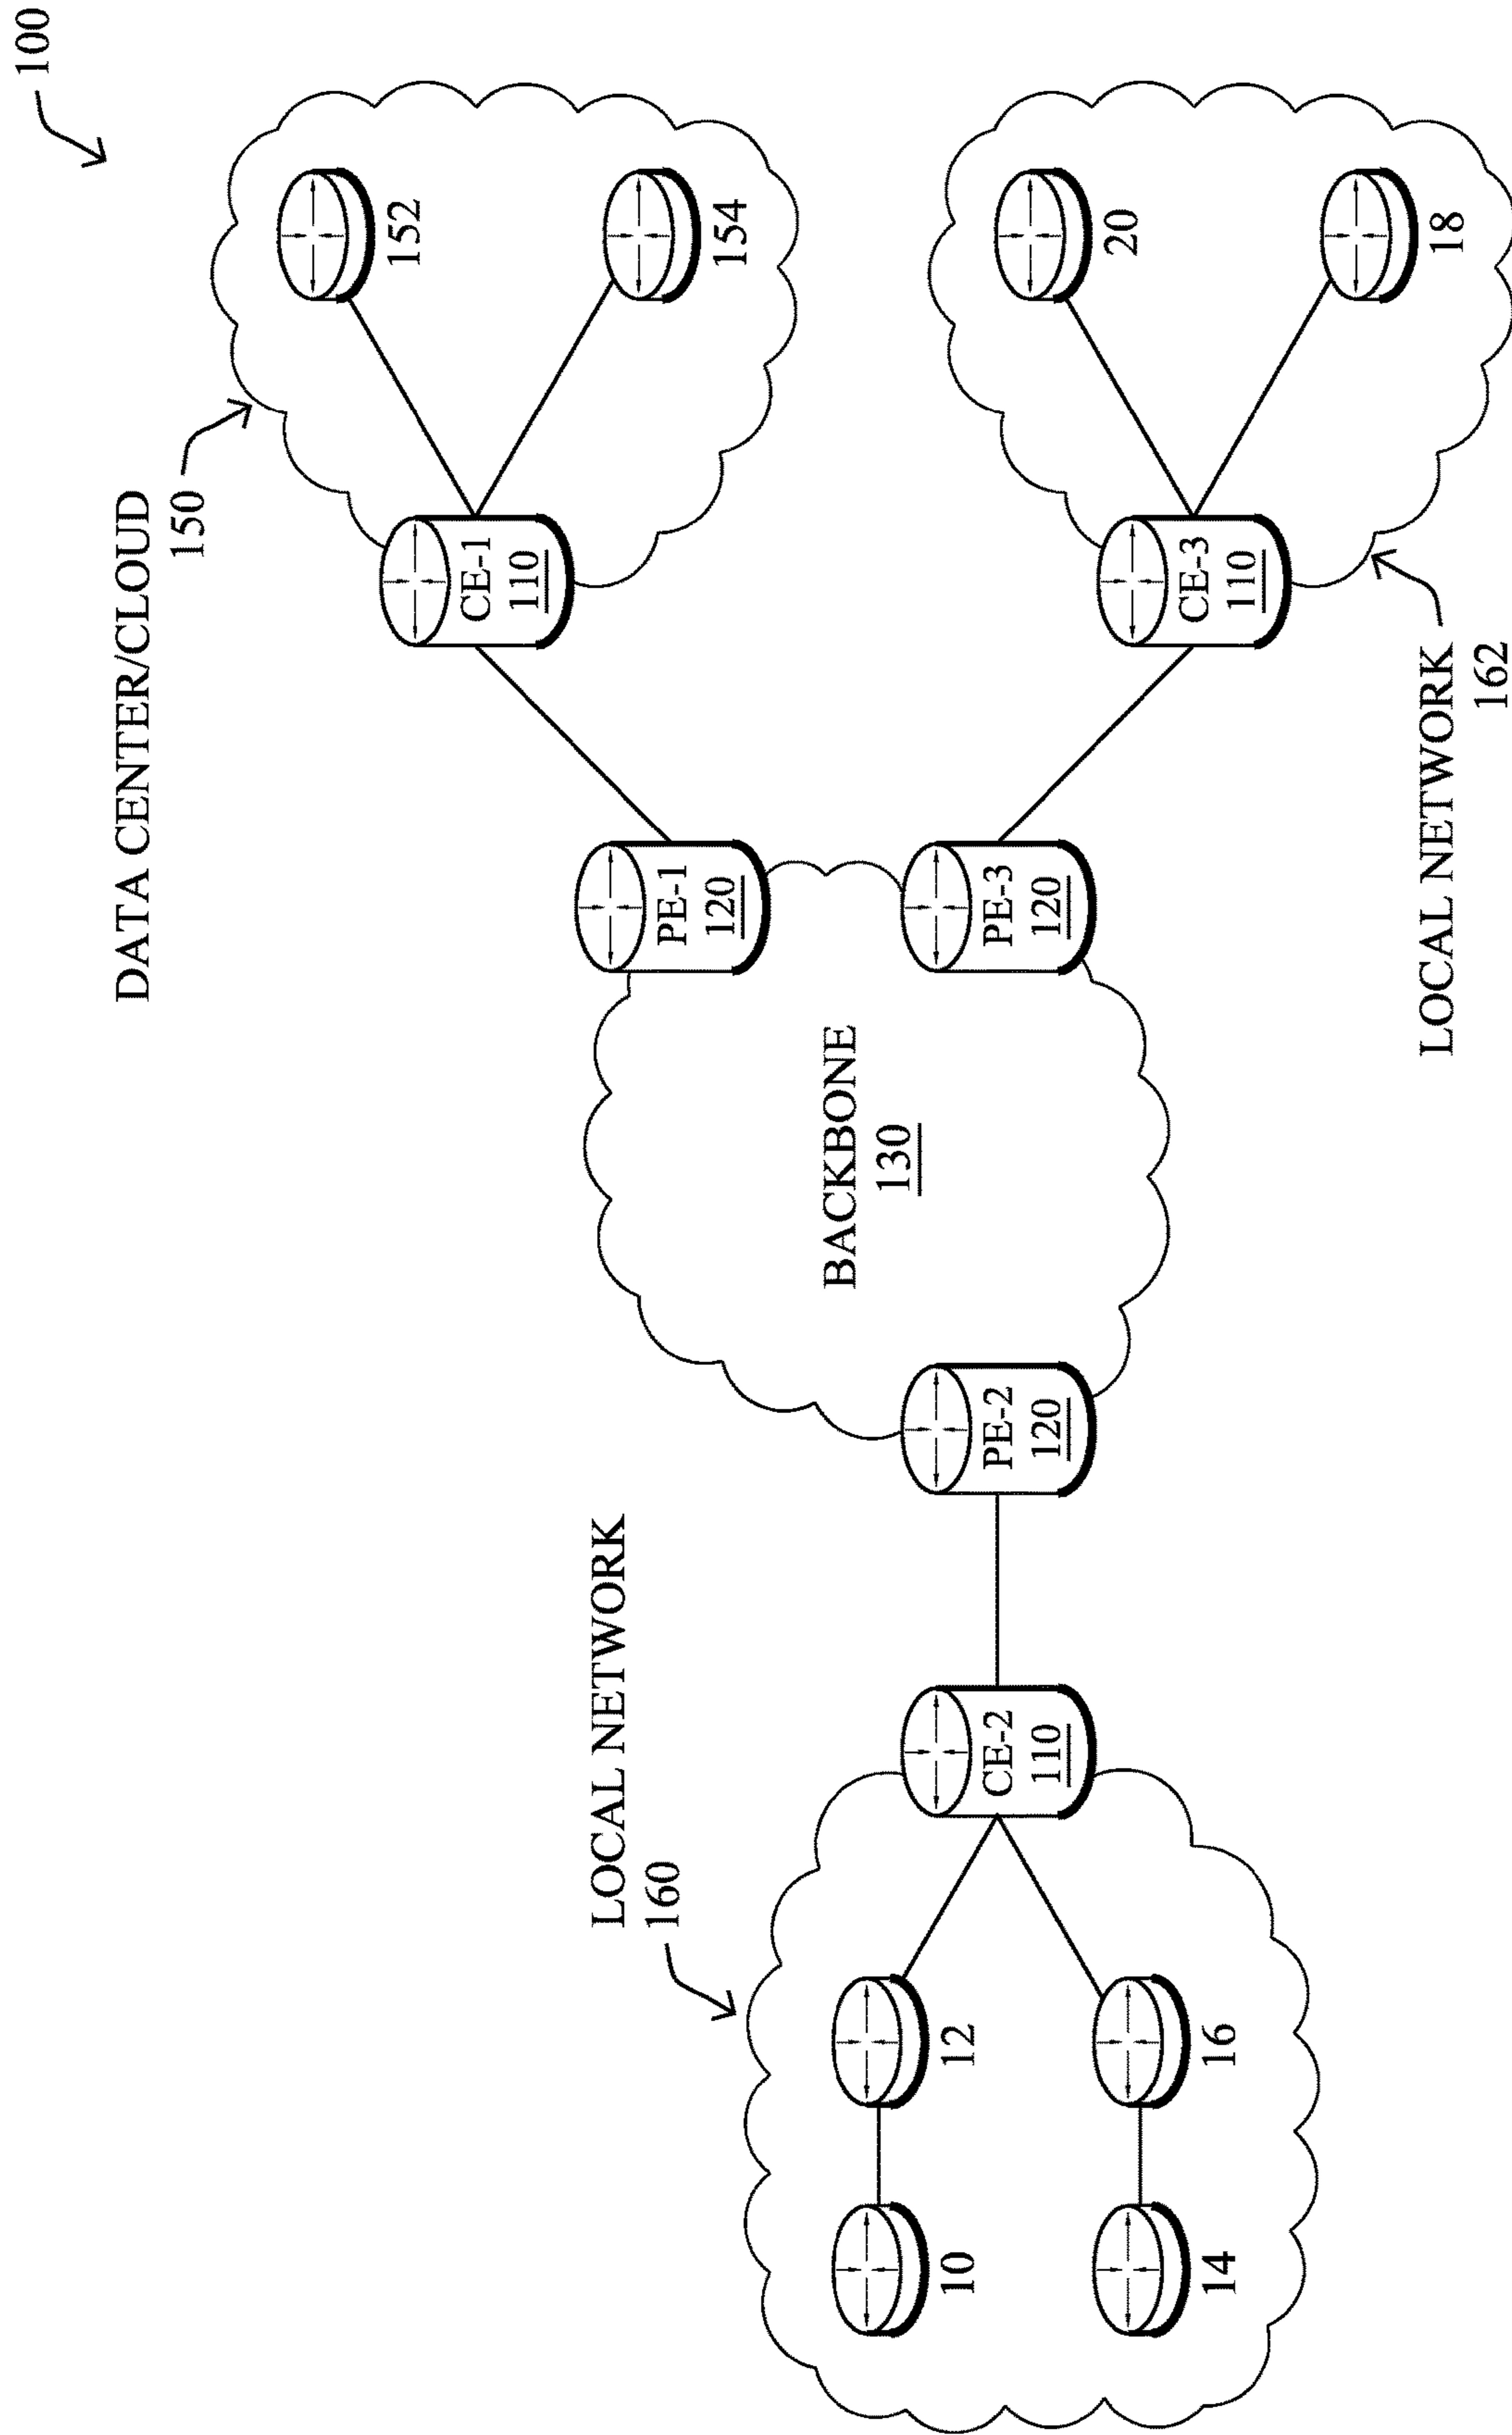 100
DATA CENTER/CLOUD
150
152
154
CE-1
110
PE-1
120
BACKBONE
130
PE-3
120
CE-3
110
20
18
LOCAL NETWORK
162
PE-2
120
LOCAL NETWORK
160
CE-2
110
12
10
16
14